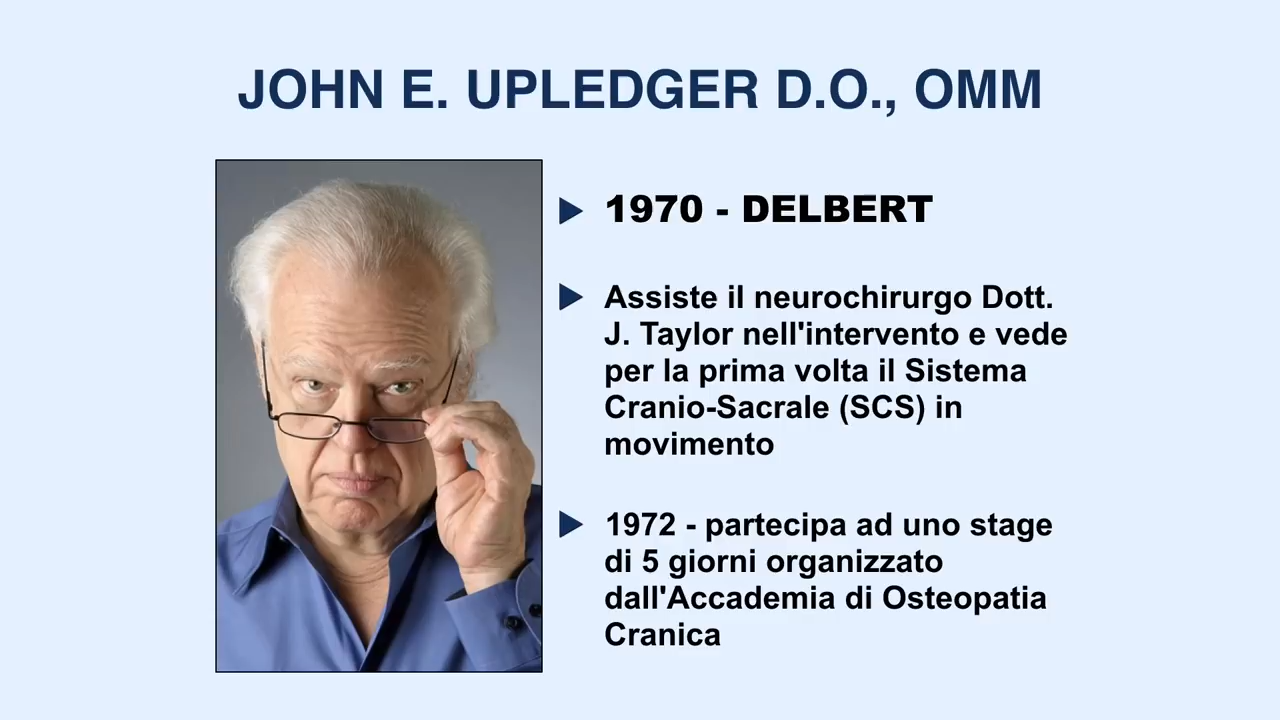 JOHN E. UPLEDGER D.O., OMM
1970 - DELBERT
Assiste il neurochirurgo Dott.
J. Taylor nell'intervento e vede
per la prima volta il Sistema
Cranio-Sacrale (SCS) in
movimento
1972 - partecipa ad uno stage
di 5 giorni organizzato
dall'Accademia di Osteopatia
Cranica